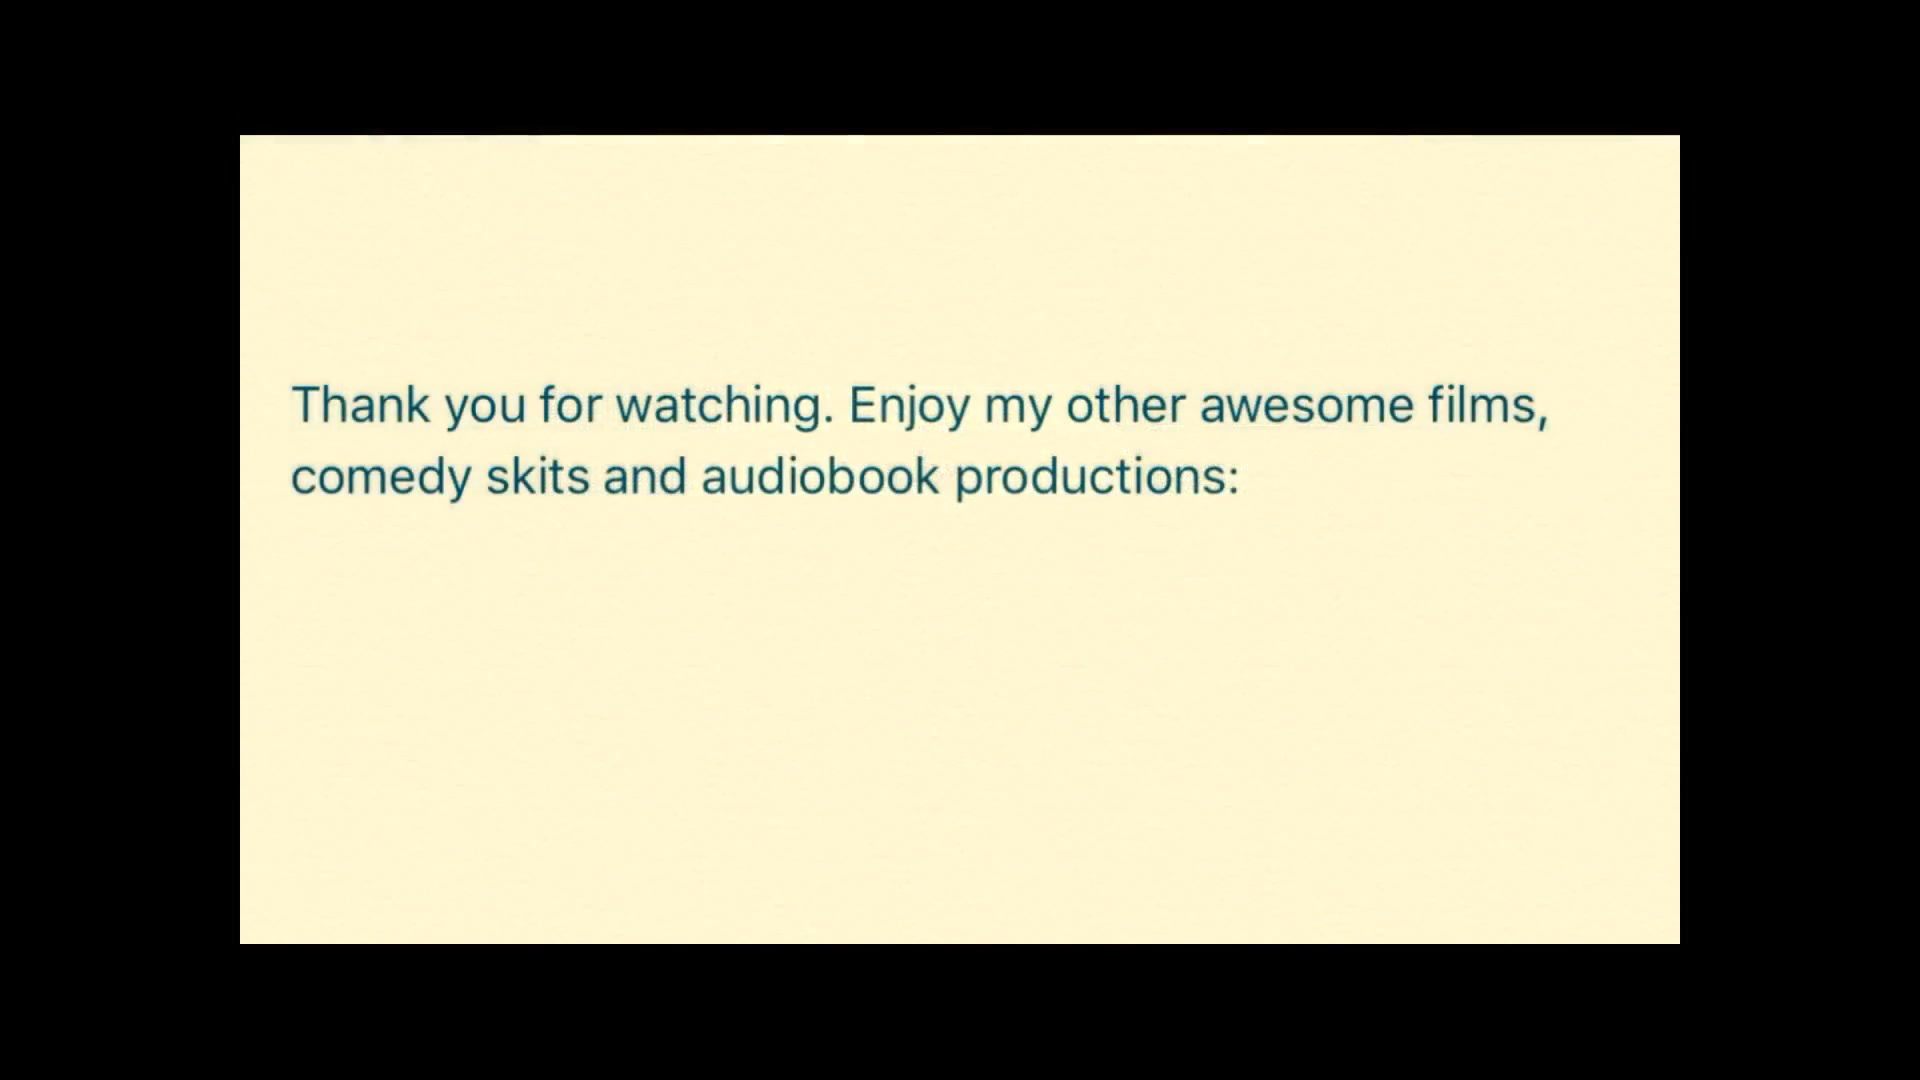 Thank you for watching. Enjoy my other awesome films,
comedy skits and audiobook productions: